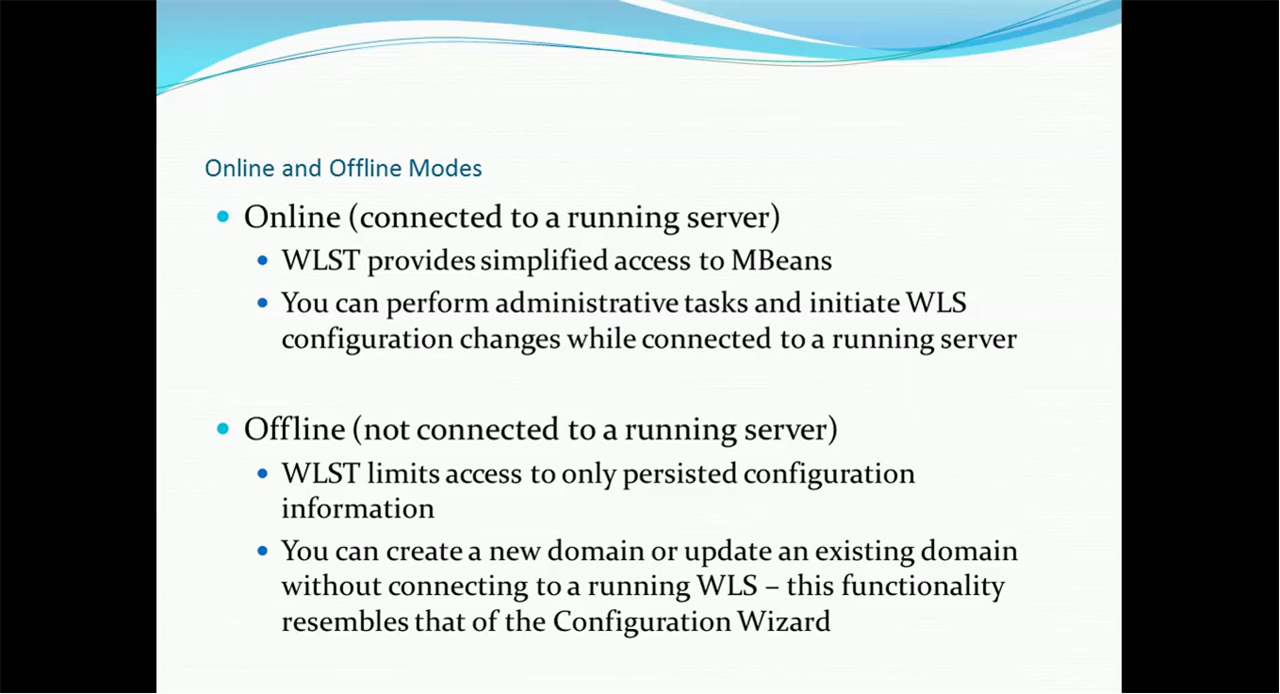 Online and Offline Modes
• Online (connected to a running server)
• WLST provides simplified access to MBeans
• You can perform administrative tasks and initiate WLS
configuration changes while connected to a running server
• Offline (not connected to a running server)
• WLST limits access to only persisted configuration
information
• You can create a new domain or update an existing domain
without connecting to a running WLS – this functionality
resembles that of the Configuration Wizard